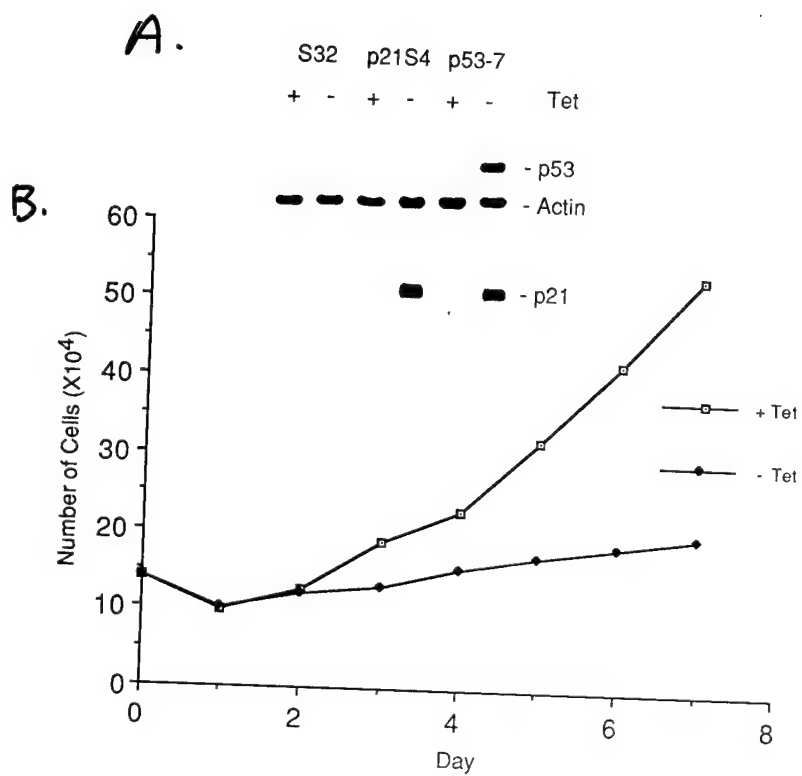 A.
S32 p21S4 p53-7
+ - + - + - Tet
- p53
- Actin
- p21
B.
60
50
40
30
20
10
0
Number of Cells (X10⁴)
+ Tet
- Tet
0 2 4 6 8
Day